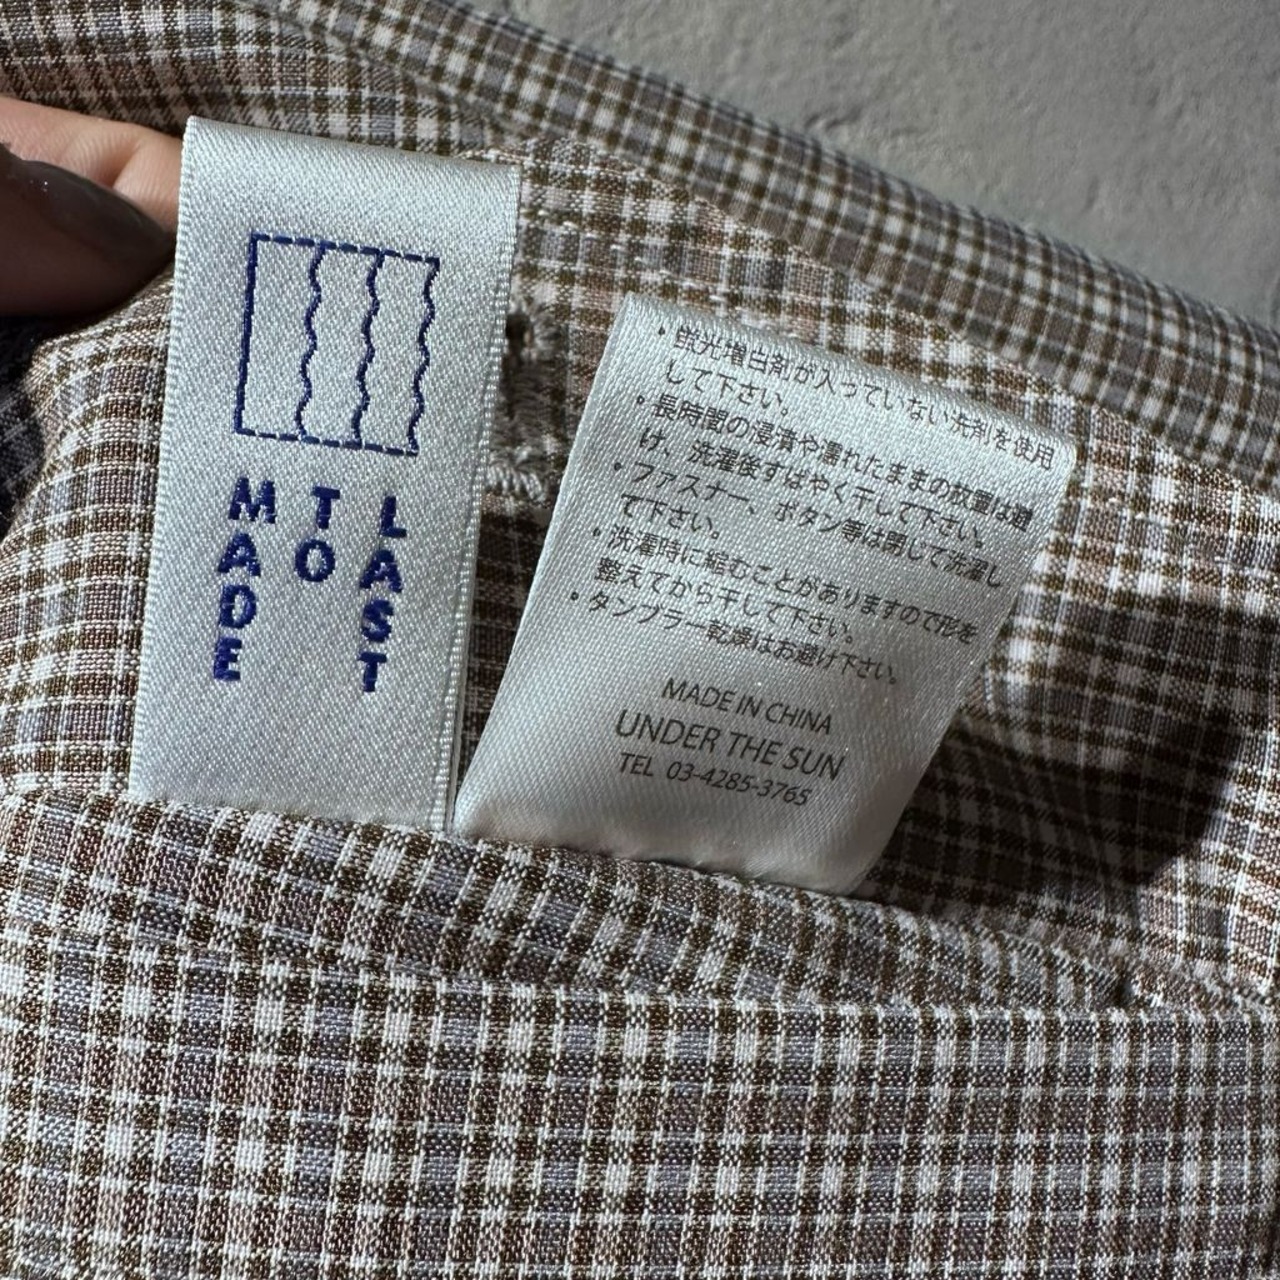 MADE
TO
LAST
・蛍光増白剤が入っていない洗剤を使用
して下さい。
・長時間の浸漬や濡れたままの放置は避
け、洗濯後すばやく干して下さい。
・ファスナー、ボタン等は閉じて洗濯し
て下さい。
・洗濯時に縮むことがありますので形を
整えてから干して下さい。
・タンブラー乾燥はお避け下さい。
MADE IN CHINA
UNDER THE SUN
TEL 03-4285-3765